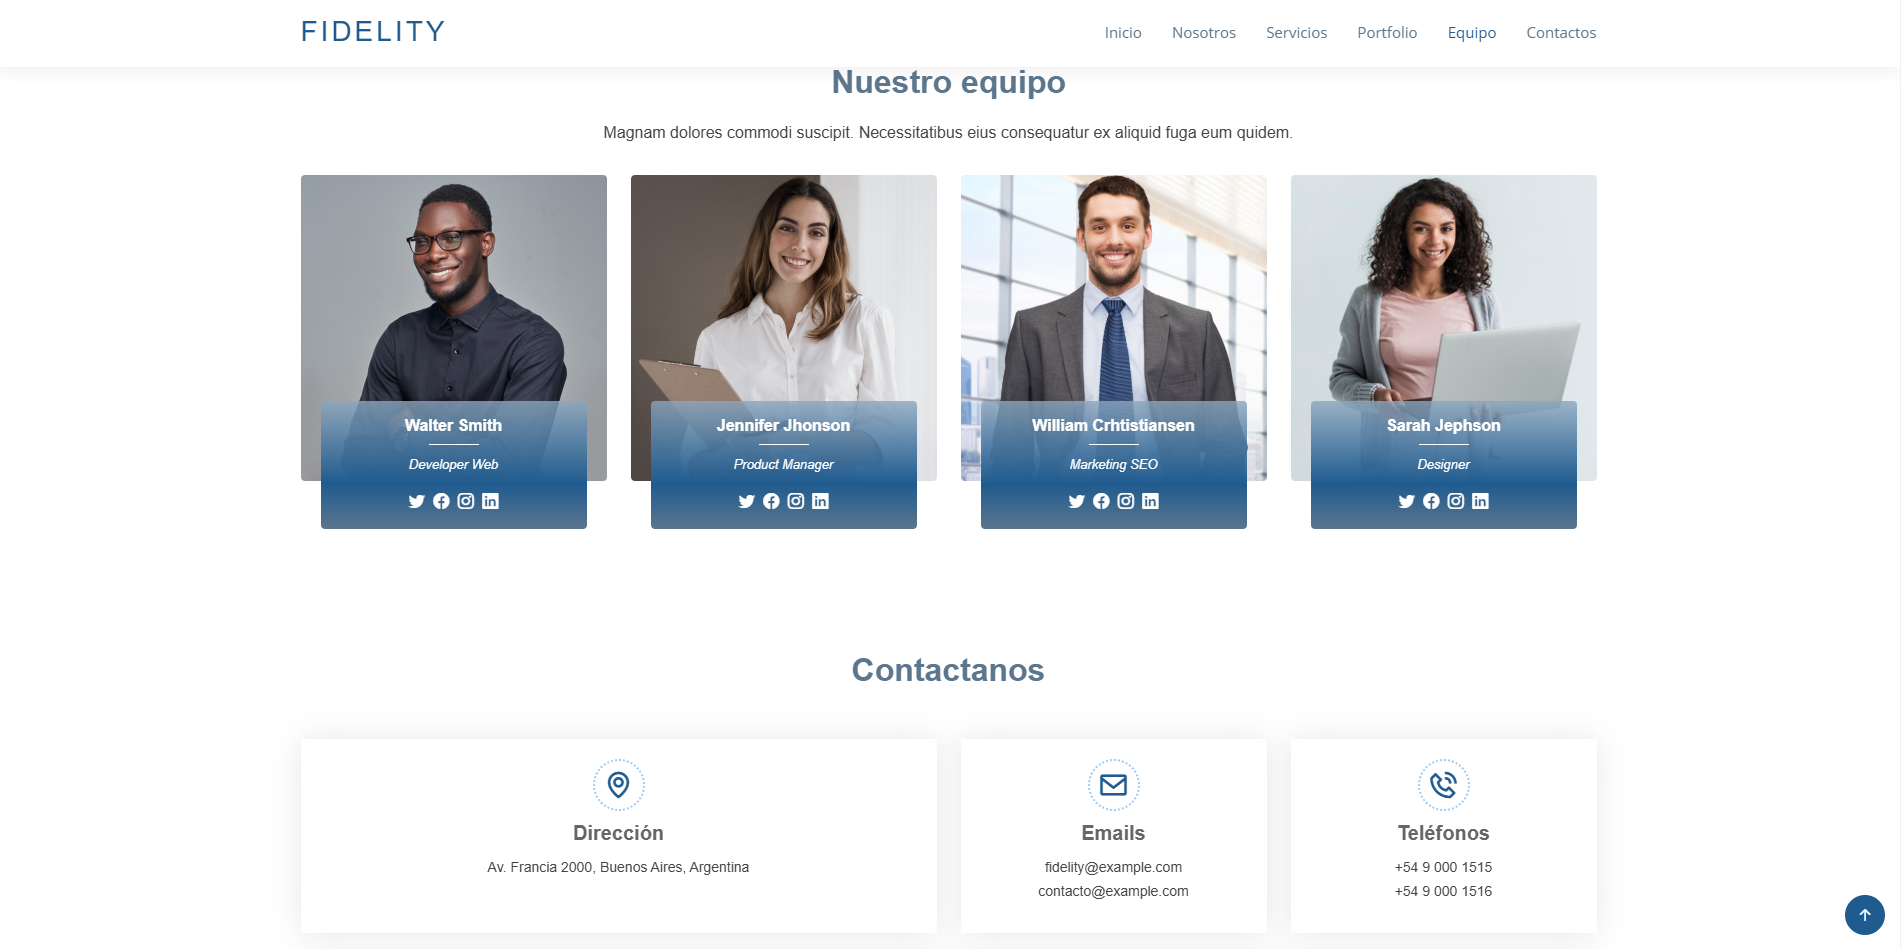 FIDELITY
Inicio Nosotros Servicios Portfolio Equipo Contactos
Nuestro equipo
Magnam dolores commodi suscipit. Necessitatibus eius consequatur ex aliquid fuga eum quidem.
Walter Smith
Developer Web
Jennifer Jhonson
Product Manager
William Crhtistiansen
Marketing SEO
Sarah Jephson
Designer
Contactanos
Dirección
Av. Francia 2000, Buenos Aires, Argentina
Emails
fidelity@example.com
contacto@example.com
Teléfonos
+54 9 000 1515
+54 9 000 1516